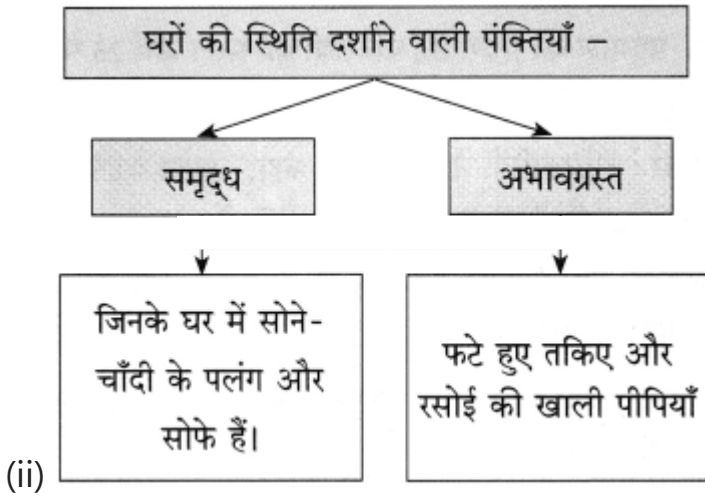 घरों की स्थिति दर्शाने वाली पंक्तियाँ –
समृद्ध
अभावग्रस्त
जिनके घर में सोने-
चाँदी के पलंग और
सोफे हैं।
फटे हुए तकिए और
रसोई की खाली पीपियाँ
(ii)